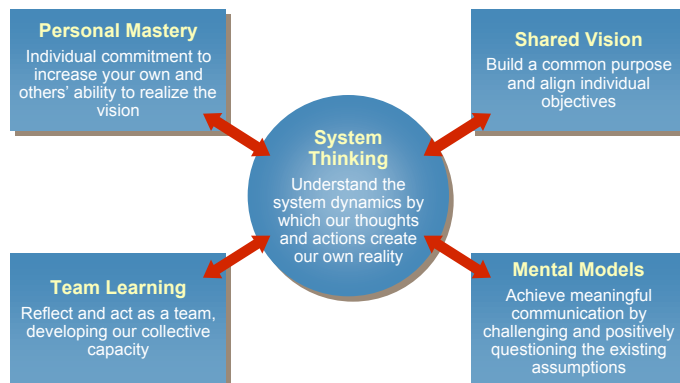 Personal Mastery
Individual commitment to
increase your own and
others’ ability to realize the
vision
Shared Vision
Build a common purpose
and align individual
objectives
System
Thinking
Understand the
system dynamics by
which our thoughts
and actions create
our own reality
Team Learning
Reflect and act as a team,
developing our collective
capacity
Mental Models
Achieve meaningful
communication by
challenging and positively
questioning the existing
assumptions